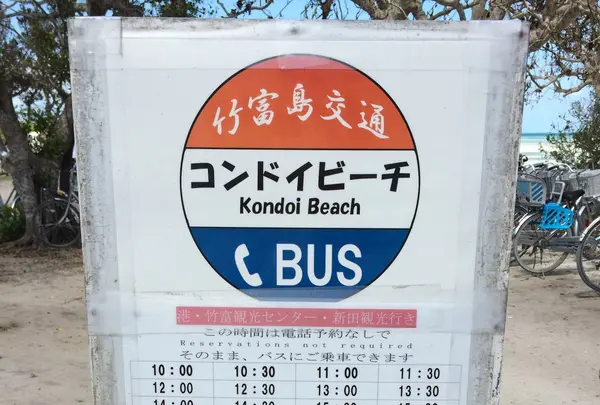 竹富島交通
コンドイビーチ
Kondoi Beach
BUS
港・竹富観光センター・新田観光行き
この時間は電話予約なしで
Reservations not required
そのまま、バスにご乗車できます
10：00 10：30 11：00 11：30
12：00 12：30 13：00 13：30